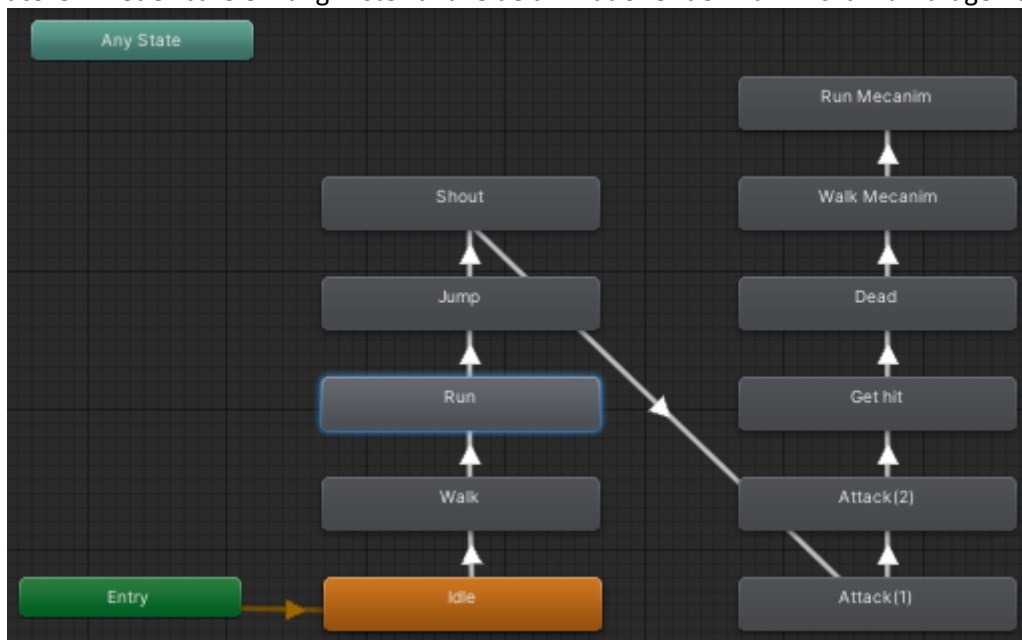 Any State
Run Mecanim
Shout
Walk Mecanim
Jump
Dead
Run
Get hit
Walk
Attack(2)
Entry
Idle
Attack(1)